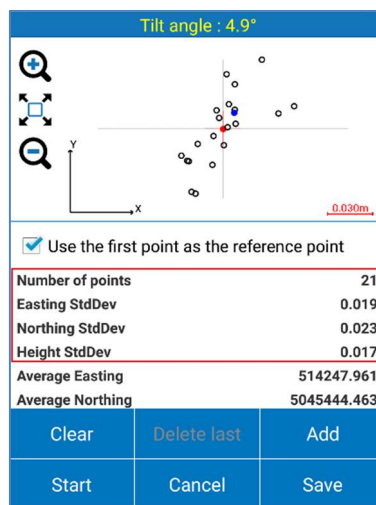 Tilt angle : 4.9°
Y
X
0.030m
Use the first point as the reference point
Number of points 21
Easting StdDev 0.019
Northing StdDev 0.023
Height StdDev 0.017
Average Easting 514247.961
Average Northing 5045444.463
Clear Delete last Add
Start Cancel Save